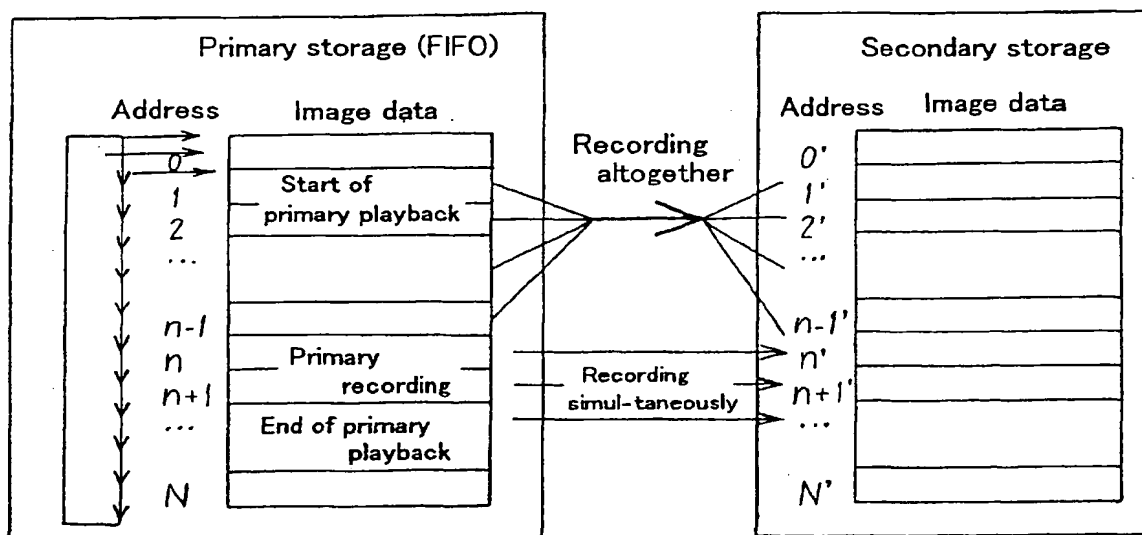 Primary storage (FIFO)
Address
Image data
0
1
2
...
n-1
n
n+1
...
N
Start of
primary playback
Primary
recording
End of primary
playback
Recording
altogether
Recording
simul-taneously
Secondary storage
Address
Image data
0'
1'
2'
...
n-1'
n'
n+1'
...
N'